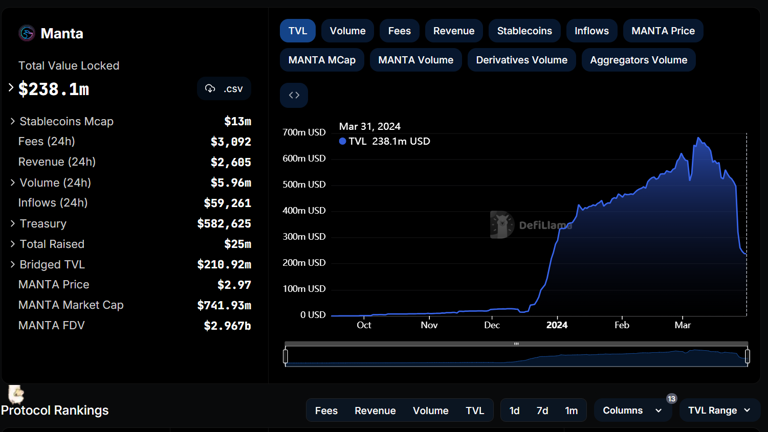 Manta
Total Value Locked
$238.1m
.csv
Stablecoins Mcap $13m
Fees (24h) $3,092
Revenue (24h) $2,605
Volume (24h) $5.96m
Inflows (24h) $59,261
Treasury $582,625
Total Raised $25m
Bridged TVL $210.92m
MANTA Price $2.97
MANTA Market Cap $741.93m
MANTA FDV $2.967b
TVL Volume Fees Revenue Stablecoins Inflows MANTA Price
MANTA MCap MANTA Volume Derivatives Volume Aggregators Volume
Mar 31, 2024
TVL 238.1m USD
700m USD
600m USD
500m USD
400m USD
300m USD
200m USD
100m USD
0 USD
DefiLlama
Oct Nov Dec 2024 Feb Mar
Protocol Rankings
Fees Revenue Volume TVL
1d 7d 1m
Columns
13
TVL Range